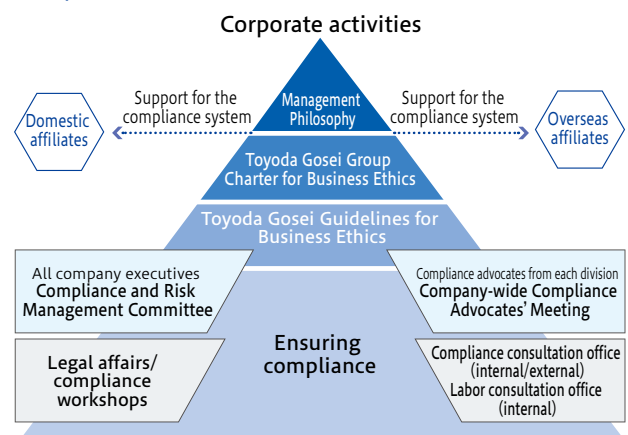 Corporate activities
Domestic
affiliates
Support for the
compliance system
Management
Philosophy
Support for the
compliance system
Overseas
affiliates
Toyoda Gosei Group
Charter for Business Ethics
Toyoda Gosei Guidelines for
Business Ethics
All company executives
Compliance and Risk
Management Committee
Compliance advocates from each division
Company-wide Compliance
Advocates' Meeting
Ensuring
compliance
Legal affairs/
compliance
workshops
Compliance consultation office
(internal/external)
Labor consultation office
(internal)